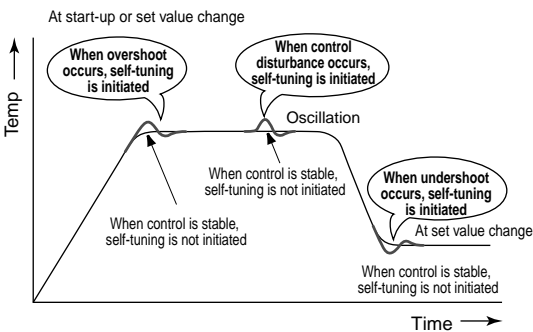 At start-up or set value change
When overshoot
occurs, self-tuning
is initiated
When control
disturbance occurs,
self-tuning is initiated
Temp
Oscillation
When control is stable,
self-tuning is not initiated
When control is stable,
self-tuning is not initiated
When undershoot
occurs, self-tuning
is initiated
At set value change
When control is stable,
self-tuning is not initiated
Time